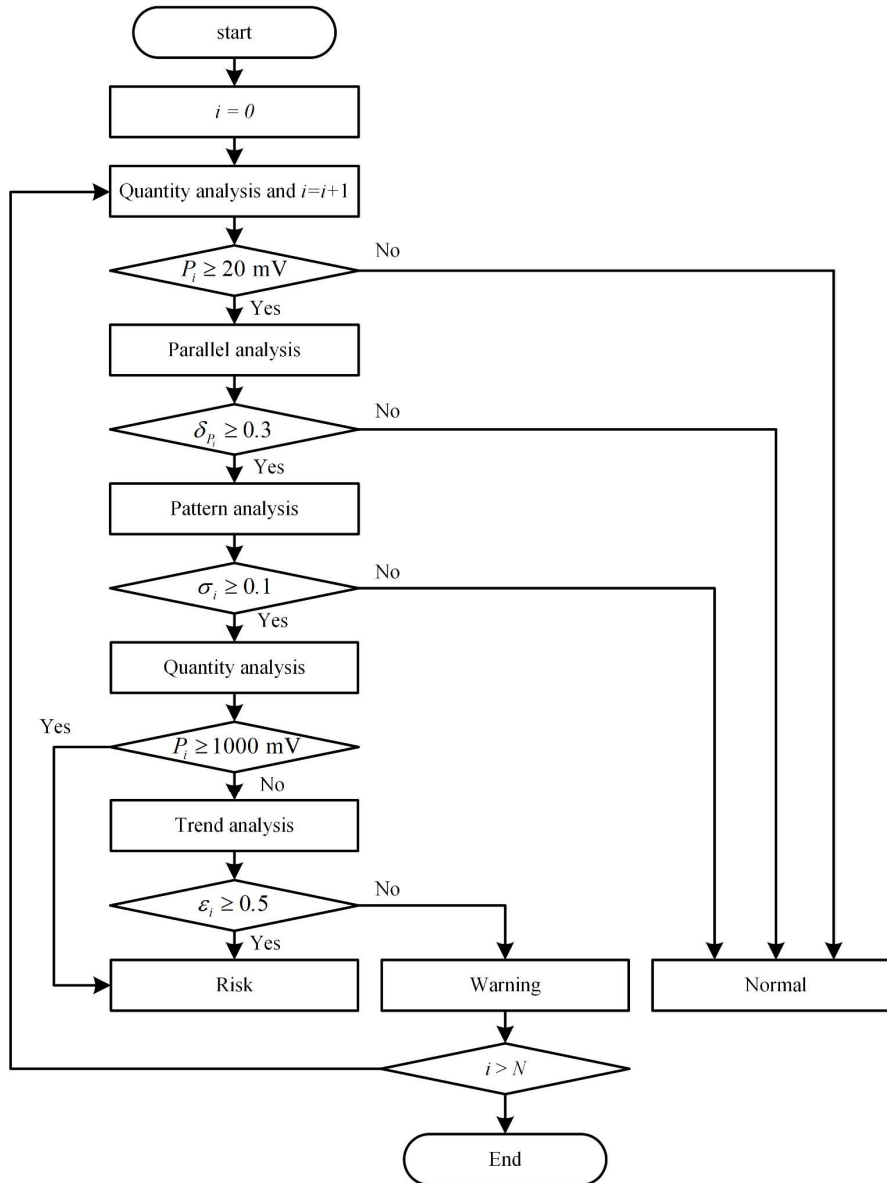 start
i = 0
Quantity analysis and i=i+1
P_i ≥ 20 mV
No
Yes
Parallel analysis
δ_{P_i} ≥ 0.3
No
Yes
Pattern analysis
σ_i ≥ 0.1
No
Yes
Quantity analysis
Yes
P_i ≥ 1000 mV
No
Trend analysis
ε_i ≥ 0.5
No
Yes
Risk
Warning
Normal
i > N
End